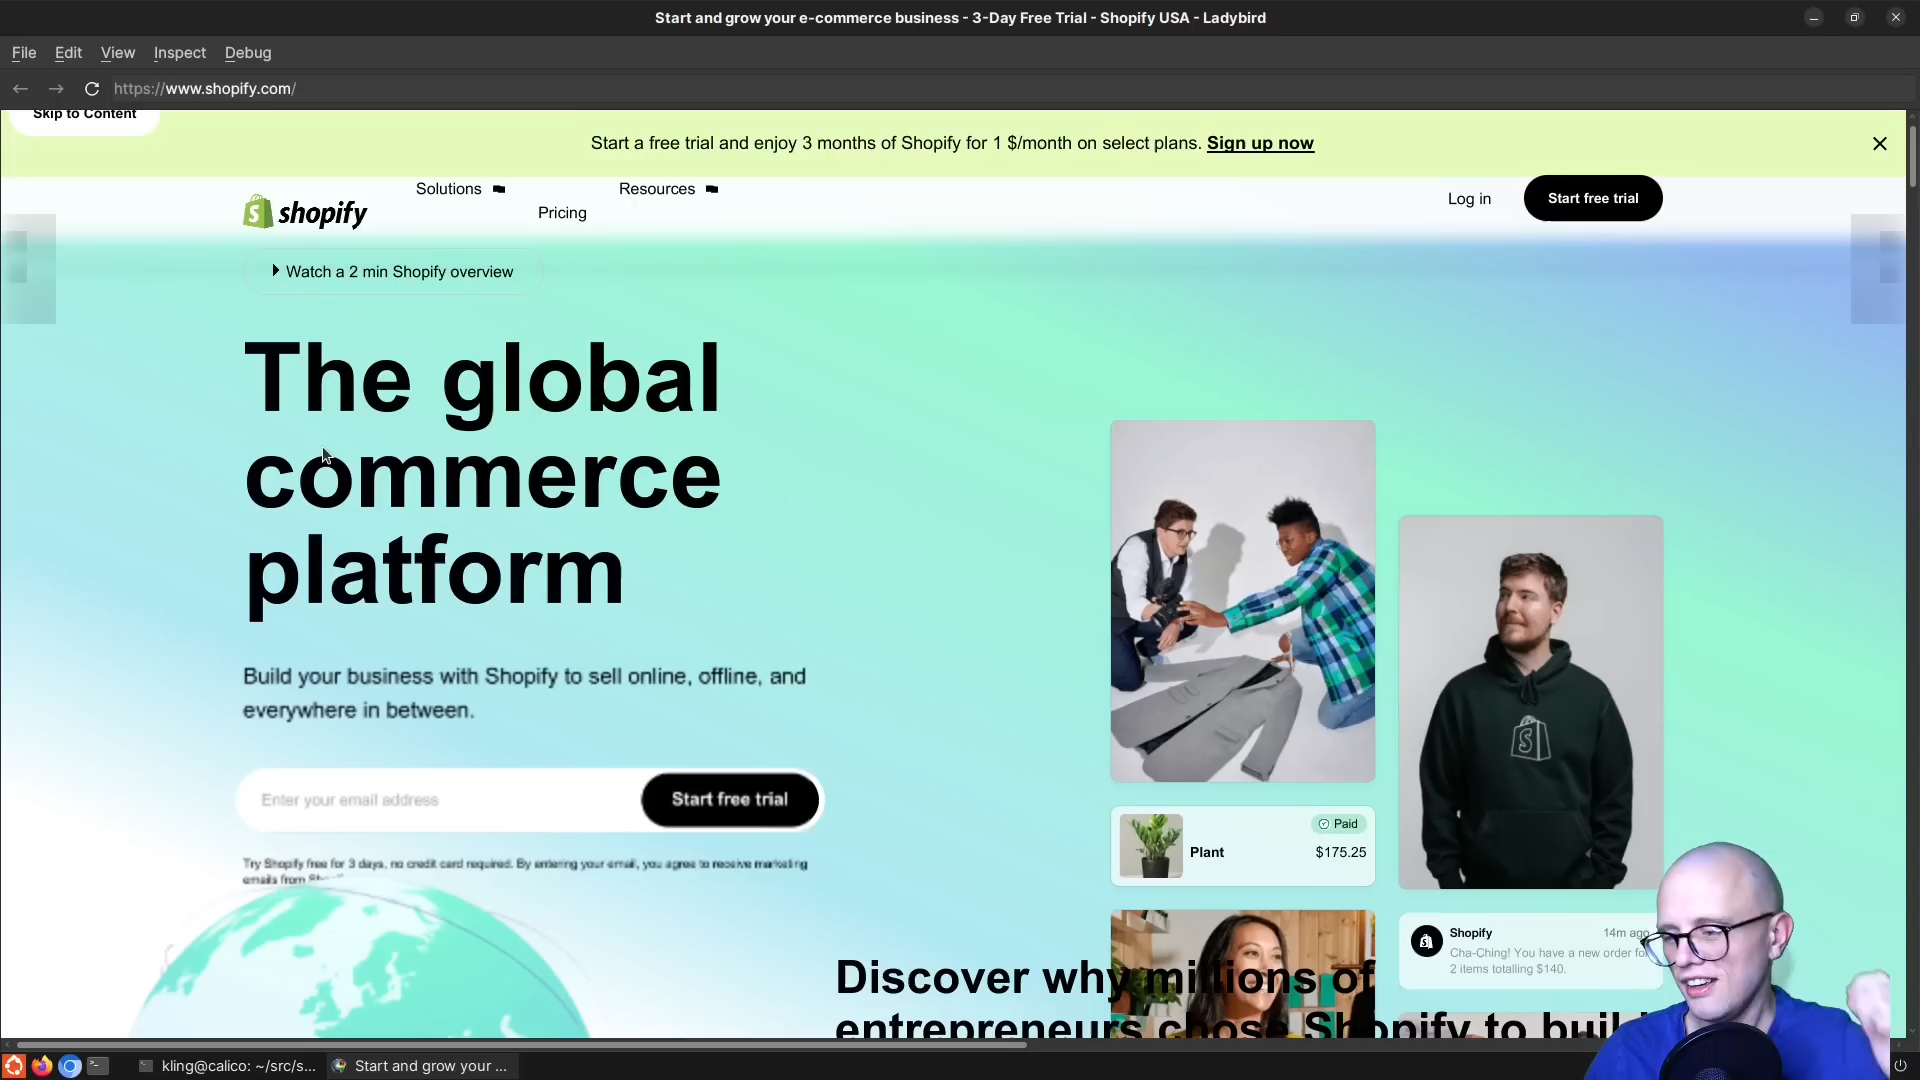 Start and grow your e-commerce business - 3-Day Free Trial - Shopify USA - Ladybird
File Edit View Inspect Debug
https://www.shopify.com/
Skip to Content
Start a free trial and enjoy 3 months of Shopify for 1 $/month on select plans. Sign up now
shopify
Solutions
Pricing
Resources
Log in
Start free trial
Watch a 2 min Shopify overview
The global
commerce
platform
Build your business with Shopify to sell online, offline, and
everywhere in between.
Enter your email address
Start free trial
Try Shopify free for 3 days, no credit card required. By entering your email, you agree to receive marketing
emails from
Paid
Plant
$175.25
Shopify
14m ago
Cha-Ching! You have a new order for
2 items totalling $140.
Discover why millions of
entrepreneurs chose Shopify to build
kling@calico: ~/src/s...
Start and grow your ...